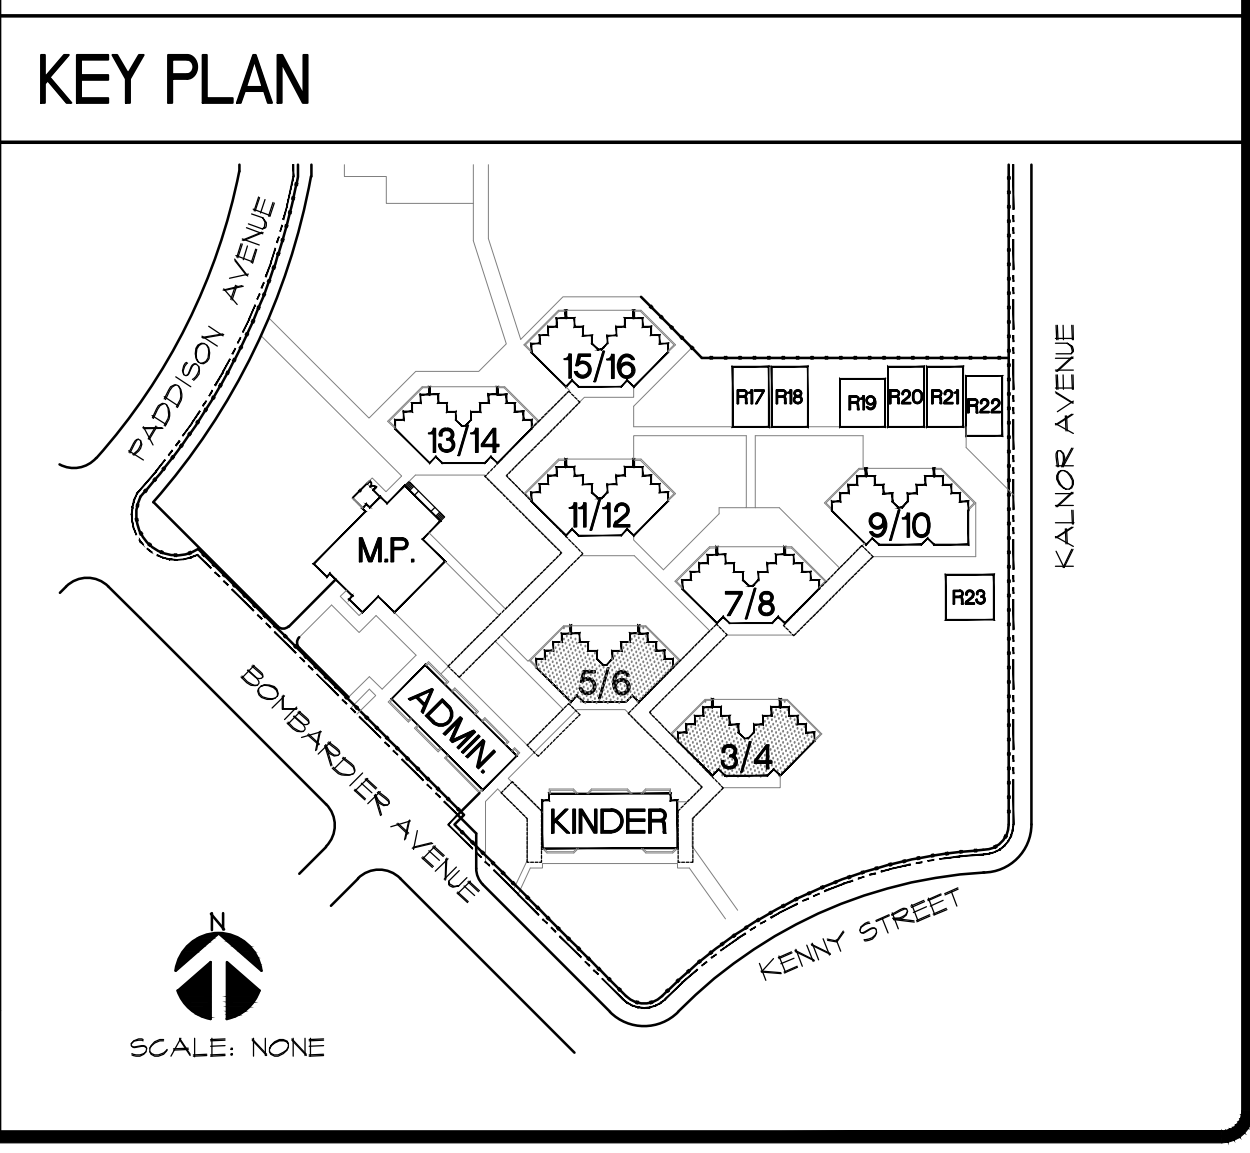 KEY PLAN
PADDISON AVENUE
15/16
13/14
R17
R18
R19
R20
R21
R22
KALNOR AVENUE
11/12
9/10
M.P.
7/8
R23
5/6
ADMIN.
3/4
KINDER
BOMBARDIER AVENUE
KENNY STREET
N
SCALE: NONE